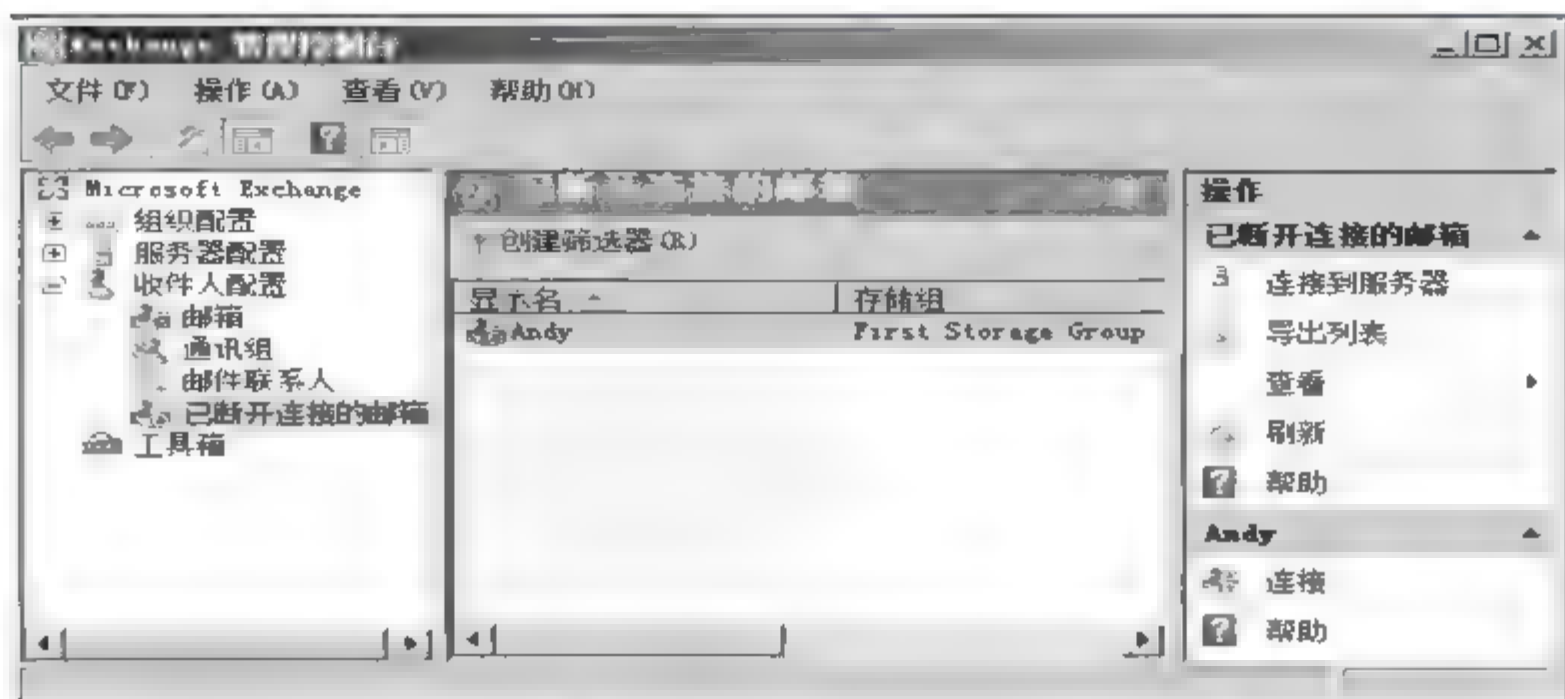 Exchange 管理控制台
文件(F) 操作(A) 查看(V) 帮助(H)
Microsoft Exchange
组织配置
服务器配置
收件人配置
邮箱
通讯组
邮件联系人
已断开连接的邮箱
工具箱
创建筛选器(R)
显示名 存储组
Andy First Storage Group
操作
已断开连接的邮箱
连接到服务器
导出列表
查看
刷新
帮助
Andy
连接
帮助